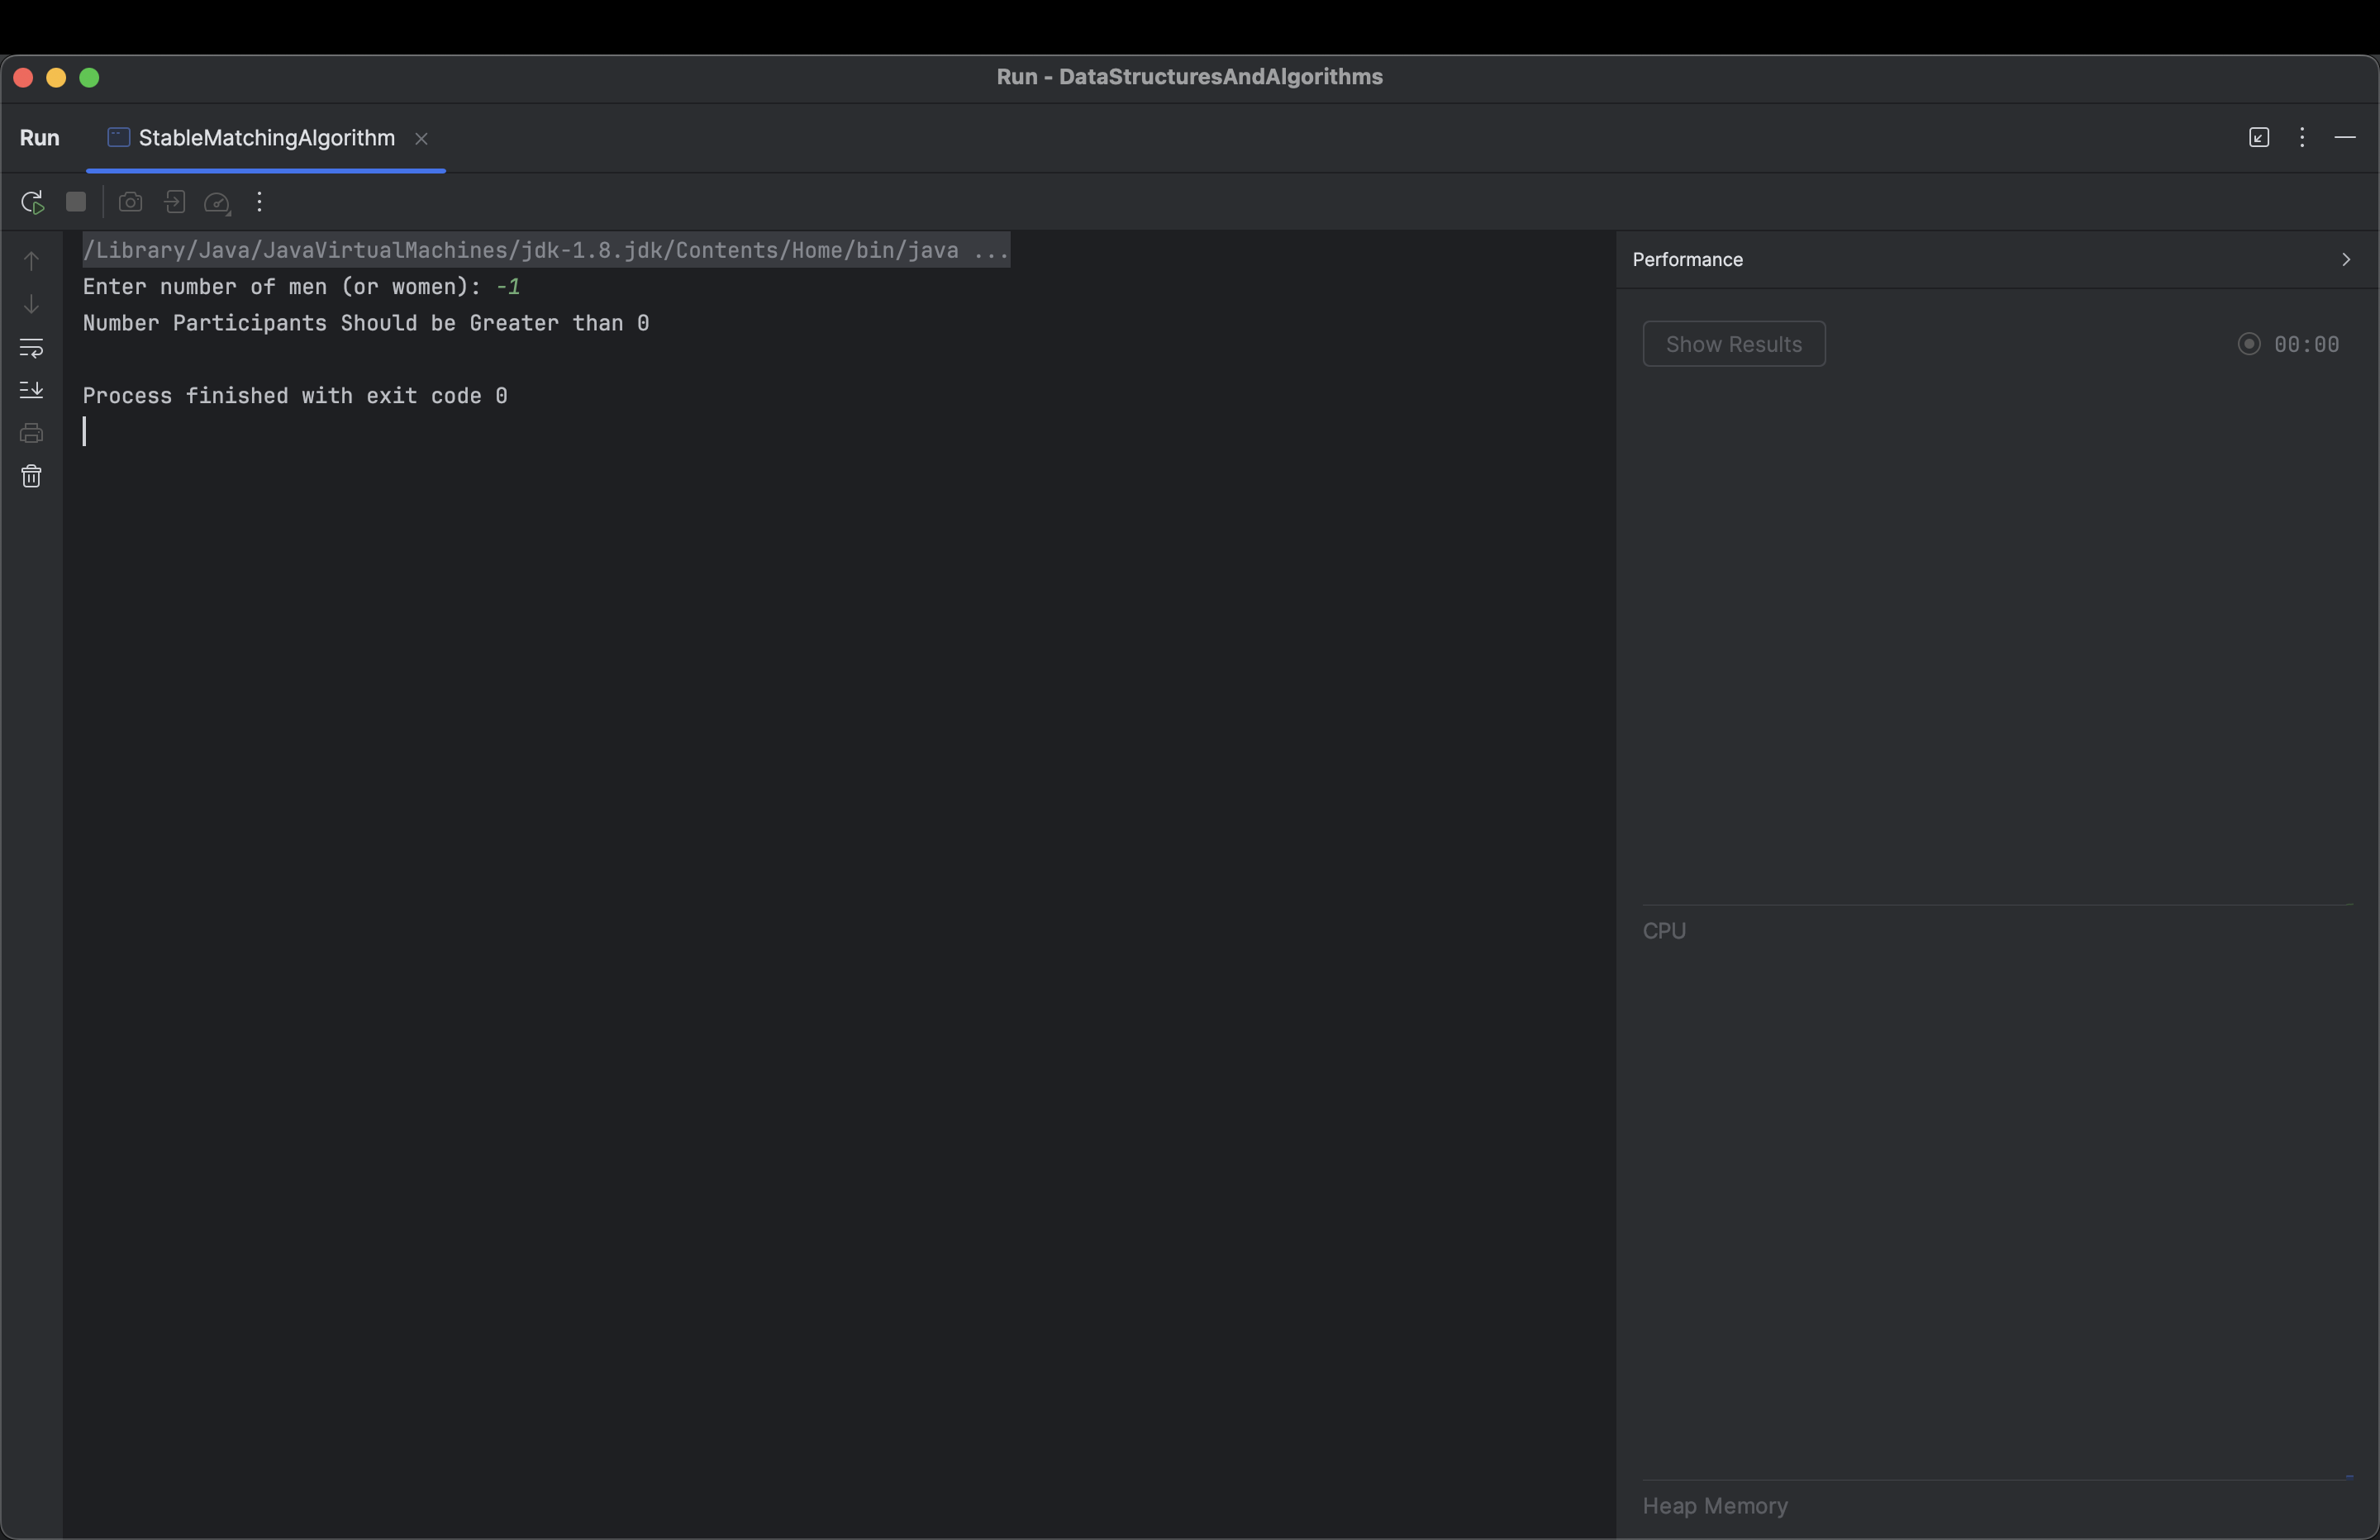 Run - DataStructuresAndAlgorithms
Run StableMatchingAlgorithm
/Library/Java/JavaVirtualMachines/jdk-1.8.jdk/Contents/Home/bin/java ...
Enter number of men (or women): -1
Number Participants Should be Greater than 0
Process finished with exit code 0
Performance
Show Results 00:00
CPU
Heap Memory